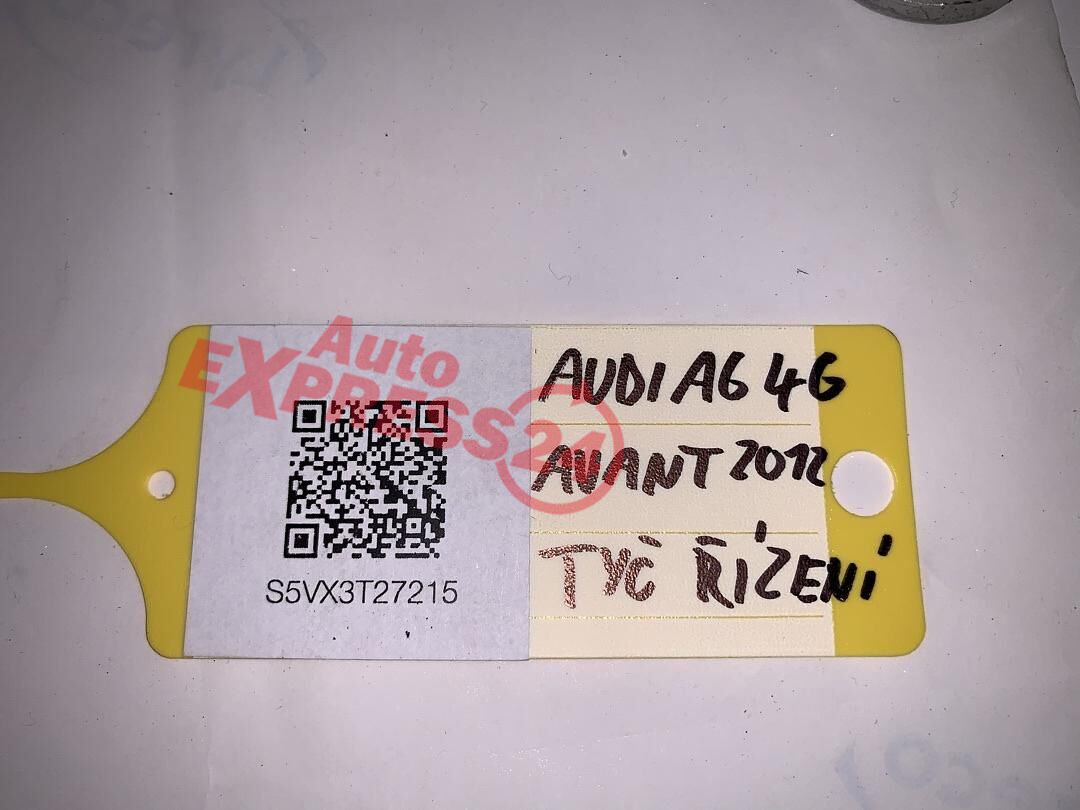 Auto
EXPRESS24
S5VX3T27215
AUDI A6 4G
AVANT 2012
TYČ ŘÍZENÍ